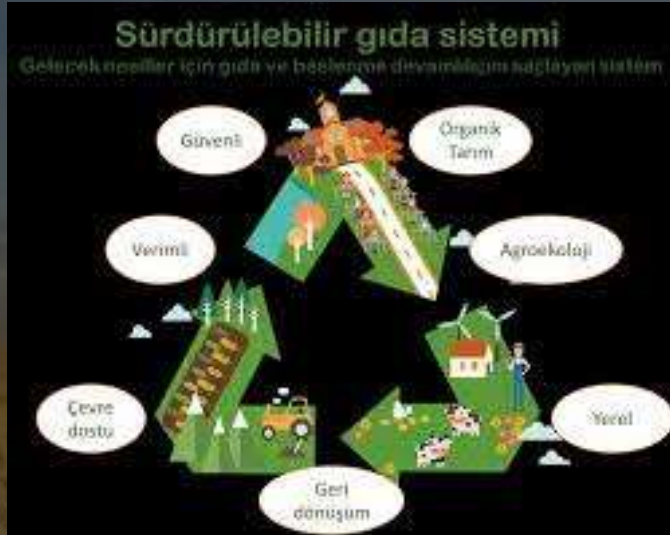 Sürdürülebilir gıda sistemi
Gelecek nesiller için gıda ve beslenme devamlılığını sağlayan sistem
Güvenli
Organik
Tarım
Verimli
Agroekoloji
Çevre
dostu
Yerel
Geri
dönüşüm